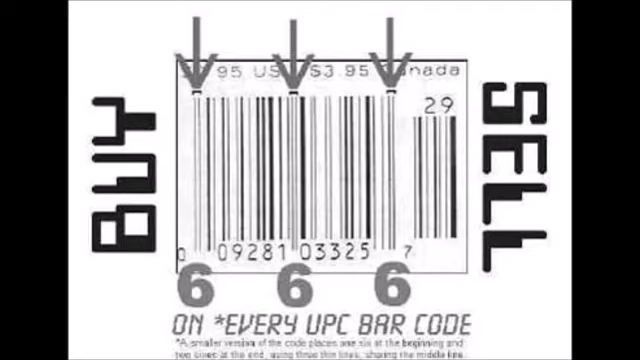 BUY
SELL
.95 US $3.95 Canada
29
0 09281 03325 7
6 6 6
ON *EVERY UPC BAR CODE
*A smaller version of the code places one six at the beginning and
two sixes at the end, using three thin lines, sharing the middle line.